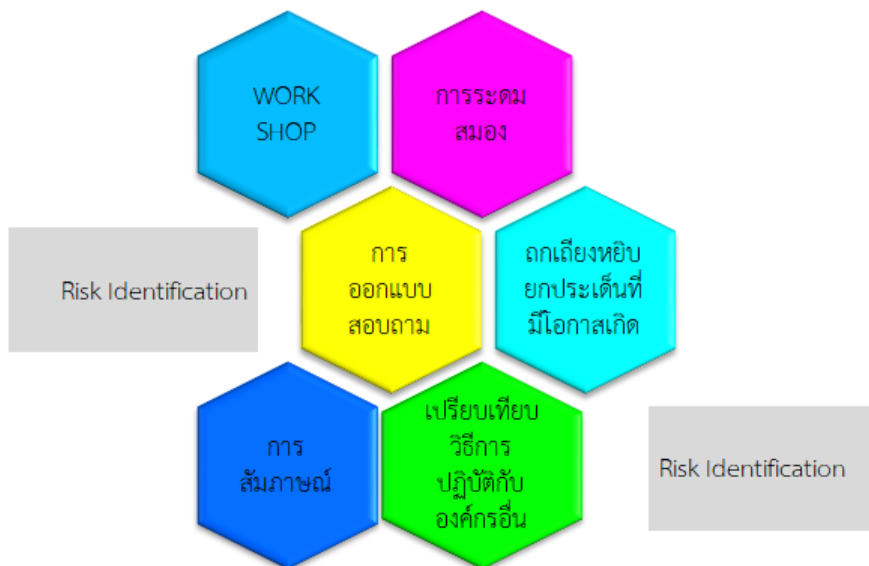 WORK
SHOP
การระดม
สมอง
Risk Identification
การ
ออกแบบ
สอบถาม
ถกเถียงหยิบ
ยกประเด็นที่
มีโอกาสเกิด
การ
สัมภาษณ์
เปรียบเทียบ
วิธีการ
ปฏิบัติกับ
องค์กรอื่น
Risk Identification